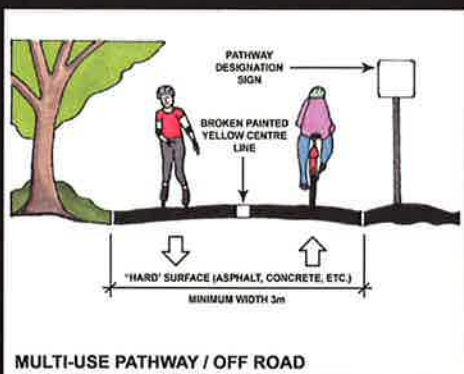 PATHWAY
DESIGNATION
SIGN
BROKEN PAINTED
YELLOW CENTRE
LINE
"HARD' SURFACE (ASPHALT, CONCRETE, ETC.)
MINIMUM WIDTH 3m
MULTI-USE PATHWAY / OFF ROAD